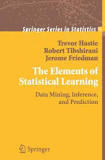 Springer Series in Statistics
Trevor Hastie
Robert Tibshirani
Jerome Friedman
The Elements of
Statistical Learning
Data Mining, Inference, and Prediction
Springer